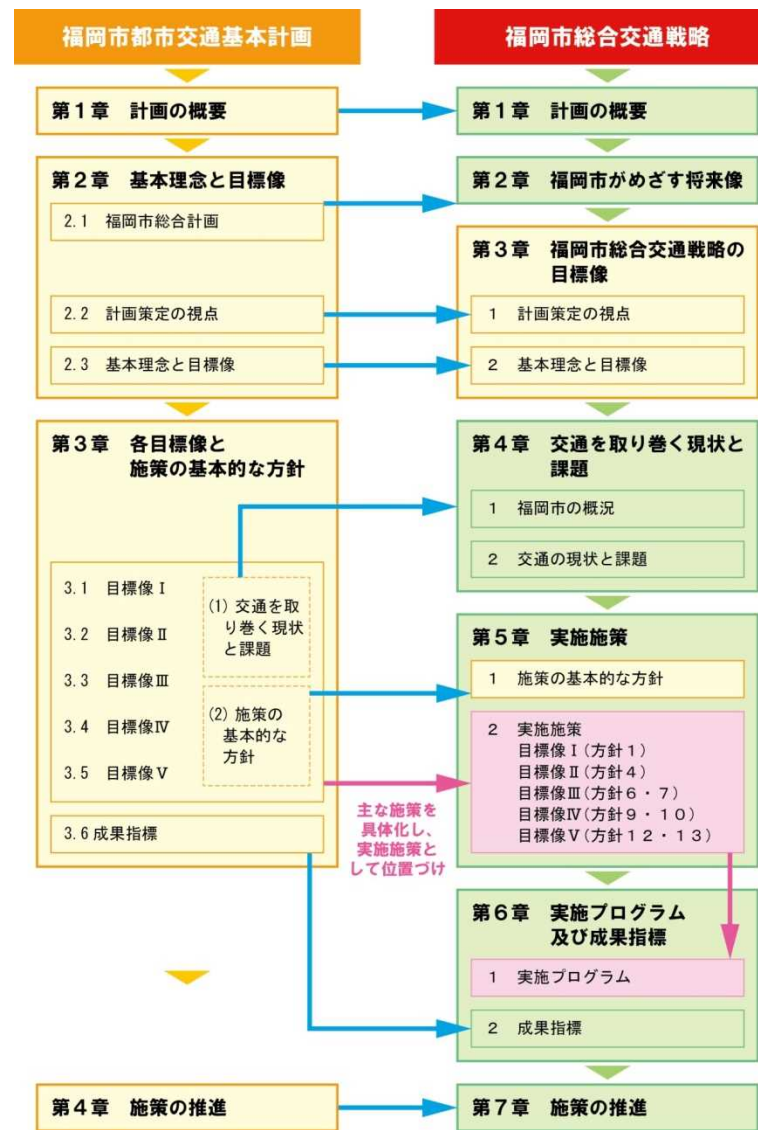 福岡市都市交通基本計画
第1章 計画の概要
第2章 基本理念と目標像
2.1 福岡市総合計画
2.2 計画策定の視点
2.3 基本理念と目標像
第3章 各目標像と
施策の基本的な方針
3.1 目標像Ⅰ
3.2 目標像Ⅱ
3.3 目標像Ⅲ
3.4 目標像Ⅳ
3.5 目標像Ⅴ
(1) 交通を取
り巻く現状
と課題
(2) 施策の
基本的な
方針
3.6 成果指標
第4章 施策の推進
主な施策を
具体化し、
実施施策と
して位置づけ
福岡市総合交通戦略
第1章 計画の概要
第2章 福岡市がめざす将来像
第3章 福岡市総合交通戦略の
目標像
1 計画策定の視点
2 基本理念と目標像
第4章 交通を取り巻く現状と
課題
1 福岡市の概況
2 交通の現状と課題
第5章 実施施策
1 施策の基本的な方針
2 実施施策
目標像Ⅰ(方針1)
目標像Ⅱ(方針4)
目標像Ⅲ(方針6・7)
目標像Ⅳ(方針9・10)
目標像Ⅴ(方針12・13)
第6章 実施プログラム
及び成果指標
1 実施プログラム
2 成果指標
第7章 施策の推進